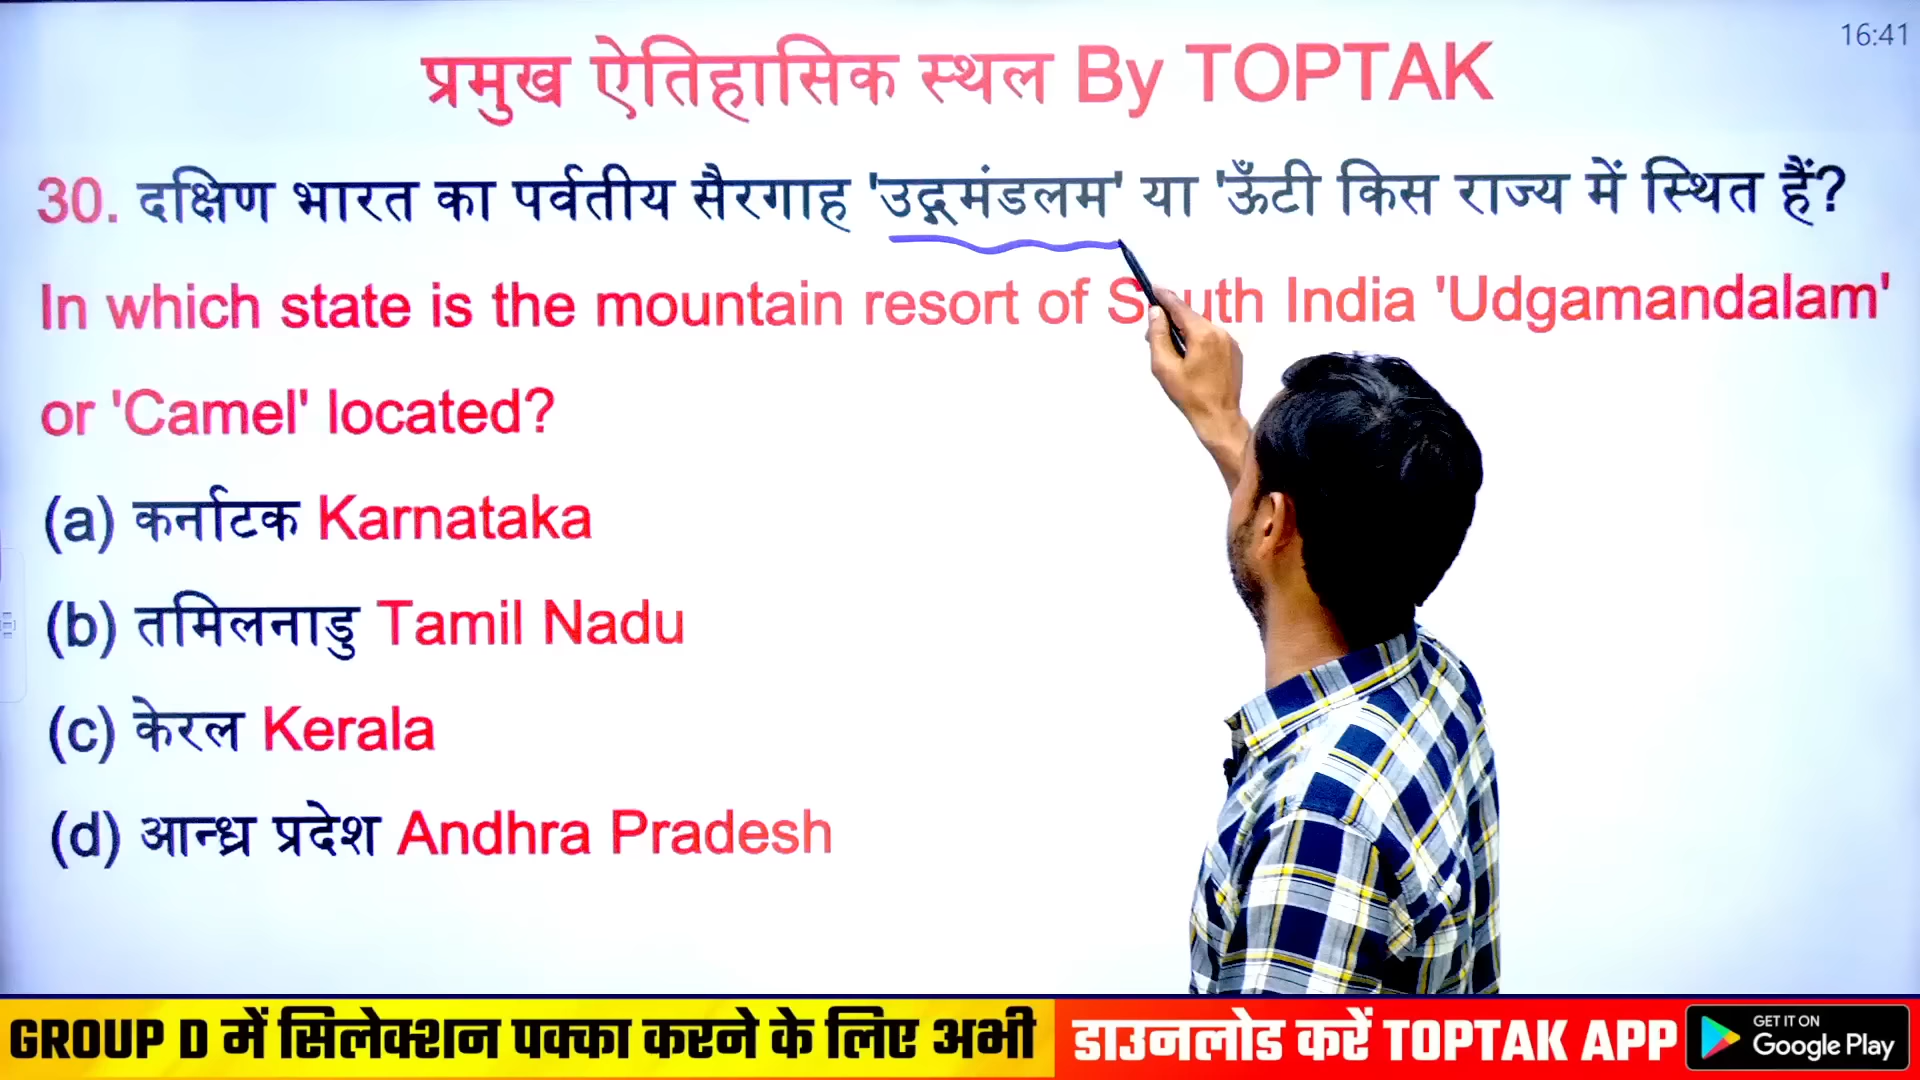 16:41
प्रमुख ऐतिहासिक स्थल By TOPTAK
30. दक्षिण भारत का पर्वतीय सैरगाह 'उद्गमंडलम' या 'ऊँटी किस राज्य में स्थित हैं?
In which state is the mountain resort of South India 'Udgamandalam'
or 'Camel' located?
(a) कर्नाटक Karnataka
(b) तमिलनाडु Tamil Nadu
(c) केरल Kerala
(d) आन्ध्र प्रदेश Andhra Pradesh
GROUP D में सिलेक्शन पक्का करने के लिए अभी डाउनलोड करें TOPTAK APP
GET IT ON
Google Play